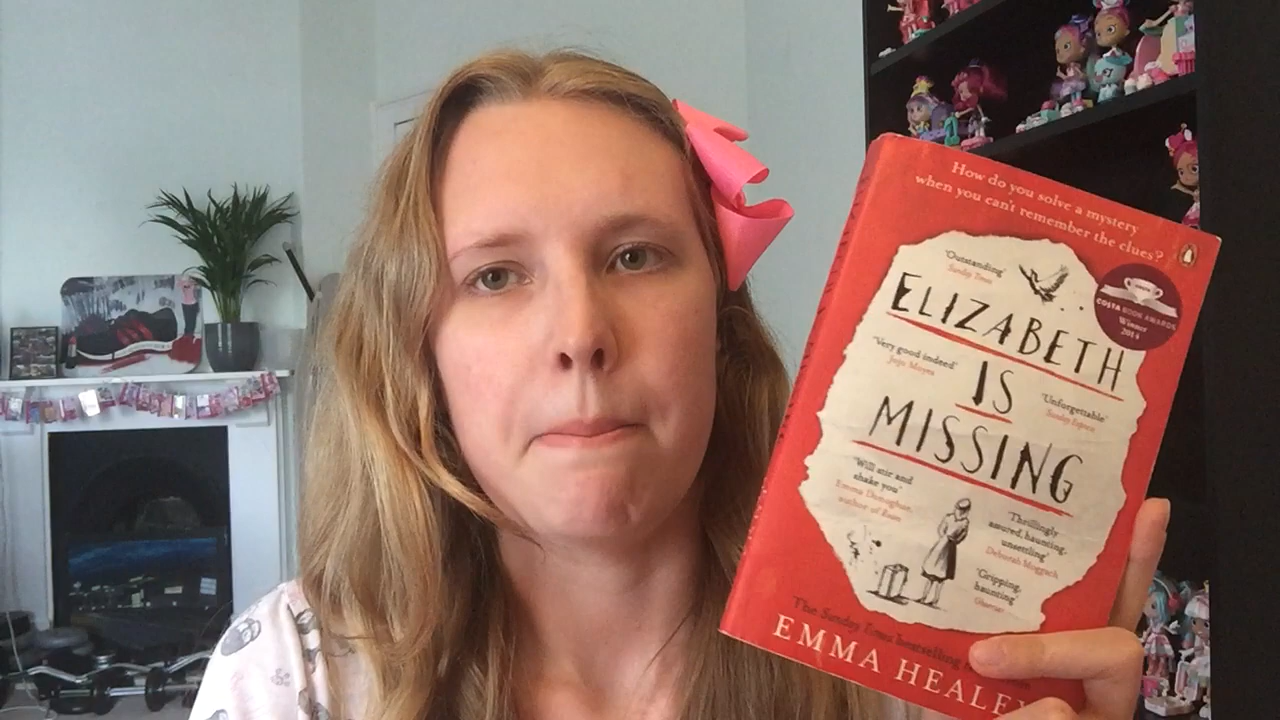 How do you solve a mystery
when you can't remember the clues?
'Outstanding'
Sunday Times
ELIZABETH
IS
MISSING
COSTA BOOK AWARDS
Winner
2014
'Very good indeed'
Jojo Moyes
'Unforgettable'
Sunday Express
'Will stir and
shake you'
Emma Donoghue,
author of Room
'Thrillingly
assured, haunting,
unsettling'
Deborah Moggach
'Gripping,
haunting'
Observer
The Sunday Times bestselling
EMMA HEALEY